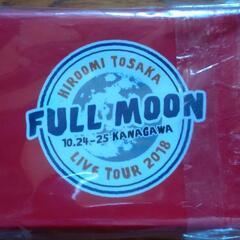 HIROOMI TOSAKA
FULL MOON
10.24-25 KANAGAWA
LIVE TOUR 2018